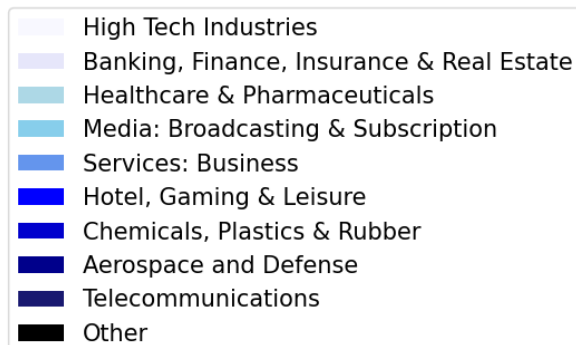 High Tech Industries
Banking, Finance, Insurance & Real Estate
Healthcare & Pharmaceuticals
Media: Broadcasting & Subscription
Services: Business
Hotel, Gaming & Leisure
Chemicals, Plastics & Rubber
Aerospace and Defense
Telecommunications
Other